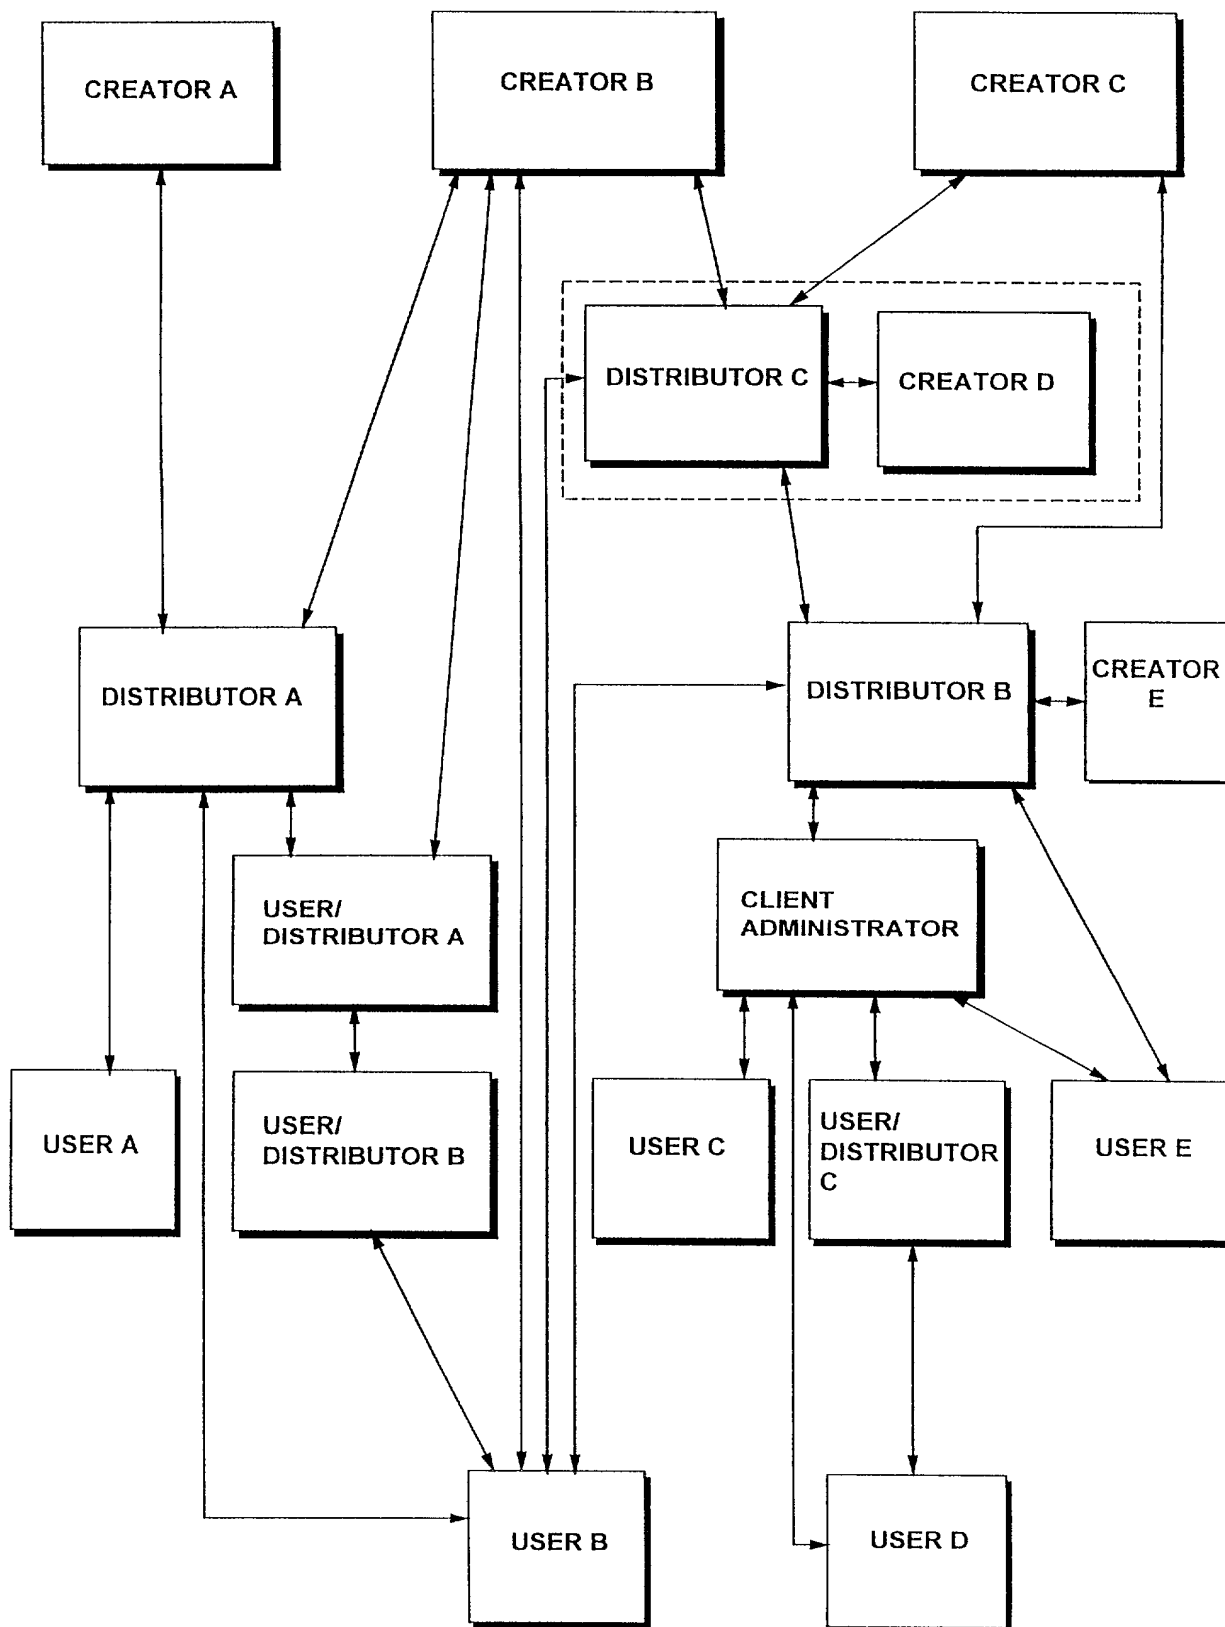 CREATOR A
CREATOR B
CREATOR C
DISTRIBUTOR C
CREATOR D
DISTRIBUTOR A
DISTRIBUTOR B
CREATOR
E
USER/
DISTRIBUTOR A
CLIENT
ADMINISTRATOR
USER A
USER/
DISTRIBUTOR B
USER C
USER/
DISTRIBUTOR
C
USER E
USER B
USER D